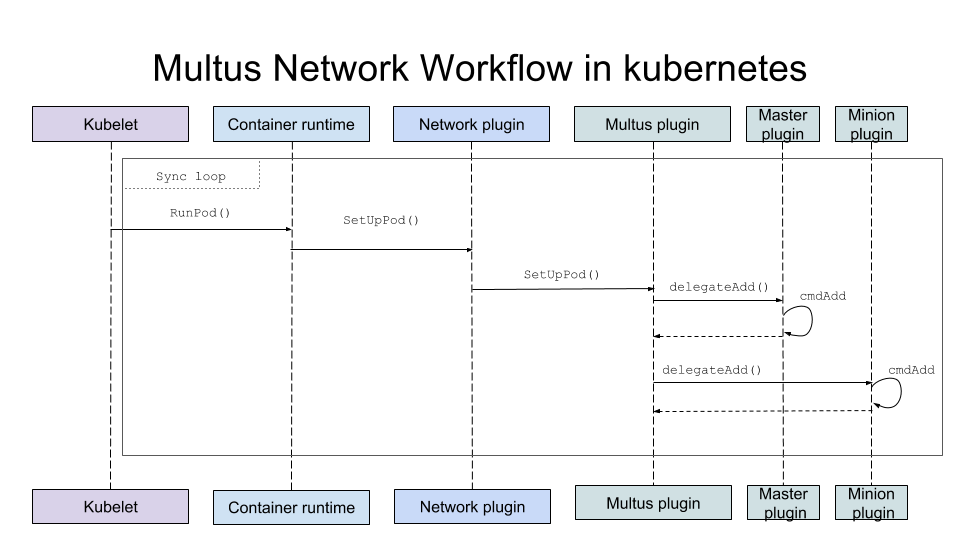 Multus Network Workflow in kubernetes
Kubelet
Container runtime
Network plugin
Multus plugin
Master
plugin
Minion
plugin
Sync loop
RunPod()
SetUpPod()
SetUpPod()
delegateAdd()
cmdAdd
delegateAdd()
cmdAdd
Kubelet
Container runtime
Network plugin
Multus plugin
Master
plugin
Minion
plugin